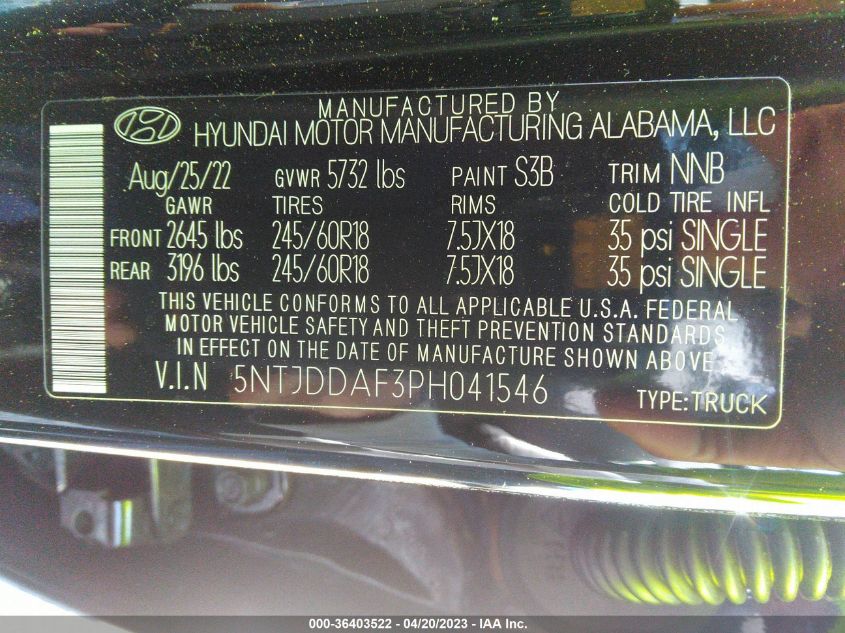 MANUFACTURED BY
HYUNDAI MOTOR MANUFACTURING ALABAMA, LLC
Aug/25/22 GVWR 5732 lbs PAINT S3B TRIM NNB
GAWR TIRES RIMS COLD TIRE INFL
FRONT 2645 lbs 245/60R18 7.5JX18 35 psi SINGLE
REAR 3196 lbs 245/60R18 7.5JX18 35 psi SINGLE
THIS VEHICLE CONFORMS TO ALL APPLICABLE U.S.A. FEDERAL
MOTOR VEHICLE SAFETY AND THEFT PREVENTION STANDARDS
IN EFFECT ON THE DATE OF MANUFACTURE SHOWN ABOVE.
V.I.N 5NTJDDAF3PH041546 TYPE:TRUCK
000-36403522 - 04/20/2023 - IAA Inc.